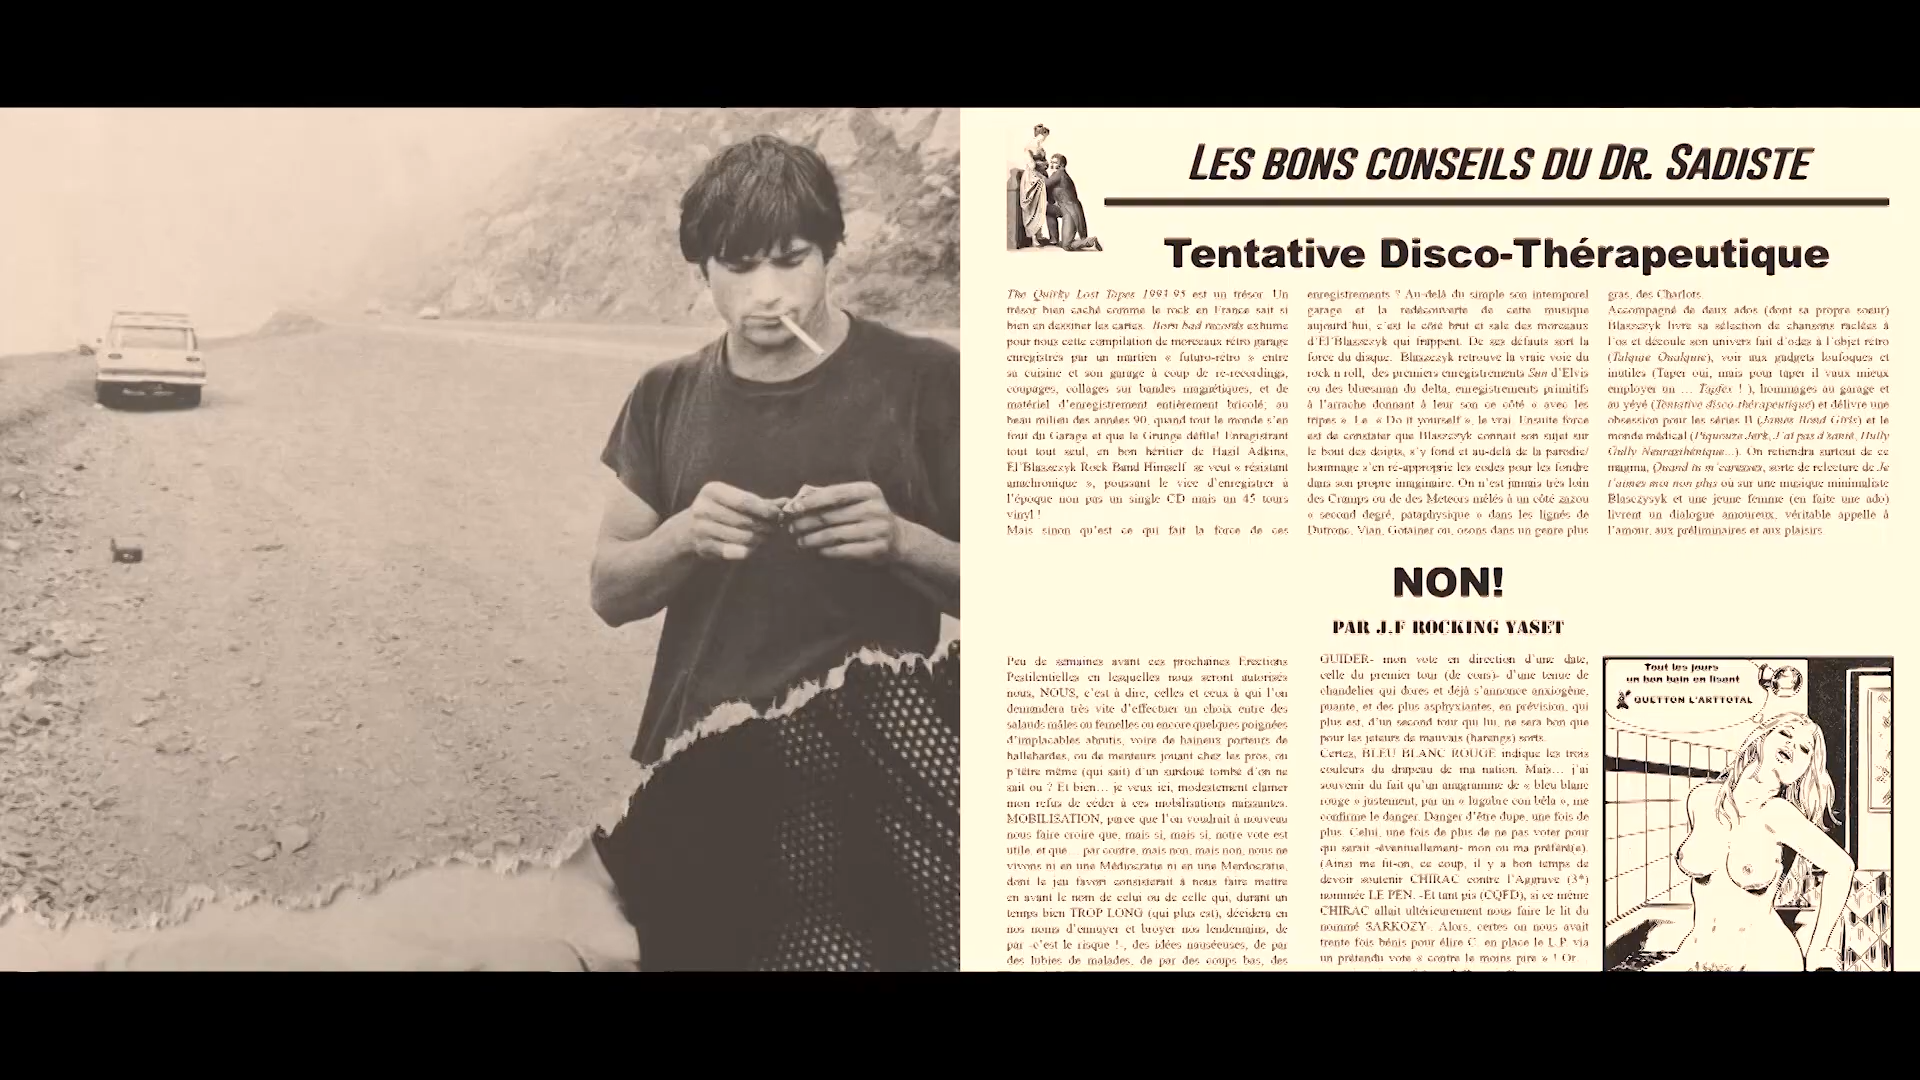 LES BONS CONSEILS DU DR. SADISTE
Tentative Disco-Thérapeutique
The Quirky Lost Tapes 1993-95 est un trésor. Un
trésor bien caché comme le rock en France sait si
bien en dessiner les cartes. Born bad records exhume
pour nous cette compilation de morceaux rétro garage
enregistrés par un martien « futuro-rétro » entre
sa cuisine et son garage à coup de re-recordings,
coupages, collages sur bandes magnétiques, et de
matériel d'enregistrement entièrement bricolé; au
beau milieu des années 90, quand tout le monde s'en
fout du Garage et que le Grunge défile! Enregistrant
tout tout seul, en bon héritier de Hazil Adkins,
El'Blaszczyk Rock Band Himself se veut « résistant
anachronique », poussant le vice d'enregistrer à
l'époque non pas un single CD mais un 45 tours
vinyl !
Mais sinon qu'est ce qui fait la force de ces
enregistrements ? Au-delà du simple son intemporel
garage et la redécouverte de cette musique
aujourd'hui, c'est le côté brut et sale des morceaux
d'El'Blaszczyk qui frappent. De ses défauts sort la
force du disque. Blaszczyk retrouve la vraie voie du
rock n roll, des premiers enregistrements Sun d'Elvis
ou des bluesman du delta, enregistrements primitifs
à l'arrache donnant à leur son ce côté « avec les
tripes ». Le « Do it yourself », le vrai. Ensuite force
est de constater que Blaszczyk connait son sujet sur
le bout des doigts, s'y fond et au-delà de la parodie/
hommage s'en ré-approprie les codes pour les fondre
dans son propre imaginaire. On n'est jamais très loin
des Cramps ou de des Meteors mêlés à un côté zazou
« second degré, pataphysique » dans les lignés de
Dutronc, Vian, Gotainer ou, osons dans un genre plus
gras, des Charlots.
Accompagné de deux ados (dont sa propre soeur)
Blaszczyk livre sa sélection de chansons raclées à
l'os et découle son univers fait d'odes à l'objet rétro
(Talque Oualque), voir aux gadgets loufoques et
inutiles (Taper oui, mais pour taper il vaux mieux
employer un ... Tapfex ! ), hommages au garage et
au yéyé (Tentative disco-thérapeutique) et délivre une
obsession pour les séries B (James Bond Girls) et le
monde médical (Piquouze Jerk, J'ai pas d'santé, Hully
Gully Neurasthénique...). On retiendra surtout de ce
magma, Quand tu m'caresses, sorte de relecture de Je
t'aimes moi non plus où sur une musique minimaliste
Blasczysyk et une jeune femme (en faite une ado)
livrent un dialogue amoureux, véritable appelle à
l'amour, aux préliminaires et aux plaisirs.
NON!
PAR J.F ROCKING YASET
Peu de semaines avant ces prochaines Erections
Pestilentielles en lesquelles nous seront autorisés
nous, NOUS, c'est à dire, celles et ceux à qui l'on
demandera très vite d'effectuer un choix entre des
salauds mâles ou femelles ou encore quelques poignées
d'implacables abrutis, voire de haineux porteurs de
hallebardes, ou de menteurs jouant chez les pros, ou
p'têtre même (qui sait) d'un surdoué tombé d'on ne
sait ou ? Et bien... je veux ici, modestement clamer
mon refus de céder à ces mobilisations naissantes.
MOBILISATION, parce que l'on voudrait à nouveau
nous faire croire que, mais si, mais si, notre vote est
utile, et que... par contre, mais non, mais non, nous ne
vivons ni en une Médiocratie ni en une Merdocratie,
dont le jeu favori consisterait à nous faire mettre
en avant le nom de celui ou de celle qui, durant un
temps bien TROP LONG (qui plus est), décidera en
nos noms d'ennuyer et broyer nos lendemains, de
par -c'est le risque !-, des idées nauséeuses, de par
des lubies de malades, de par des coups bas, des
GUIDER- mon vote en direction d'une date,
celle du premier tour (de cons)- d'une tenue de
chandelier qui dores et déjà s'annonce anxiogène,
puante, et des plus asphyxiantes, en prévision, qui
plus est, d'un second tour qui lui, ne sera bon que
pour les jeteurs de mauvais (harengs) sorts.
Certes, BLEU BLANC ROUGE indique les trois
couleurs du drapeau de ma nation. Mais... j'ai
souvenir du fait qu'un anagramme de « bleu blanc
rouge » justement, par un « lugubre con bêla », me
confirme le danger. Danger d'être dupe, une fois de
plus. Celui, une fois de plus de ne pas voter pour
qui serait -éventuellement- mon ou ma préféré(e).
(Ainsi me fit-on, ce coup, il y a bon temps de
devoir soutenir CHIRAC contre l'Aggrave (3*)
nommée LE PEN. -Et tant pis (CQFD), si ce même
CHIRAC allait ultérieurement nous faire le lit du
nommé SARKOZY-. Alors, certes on nous avait
trente fois bénis pour élire C. en place le L.P. via
un prétendu vote « contre le moins pire » ! Or...
Tout les jours
un bon bain en lisant
QUETTON L'ARTTOTAL